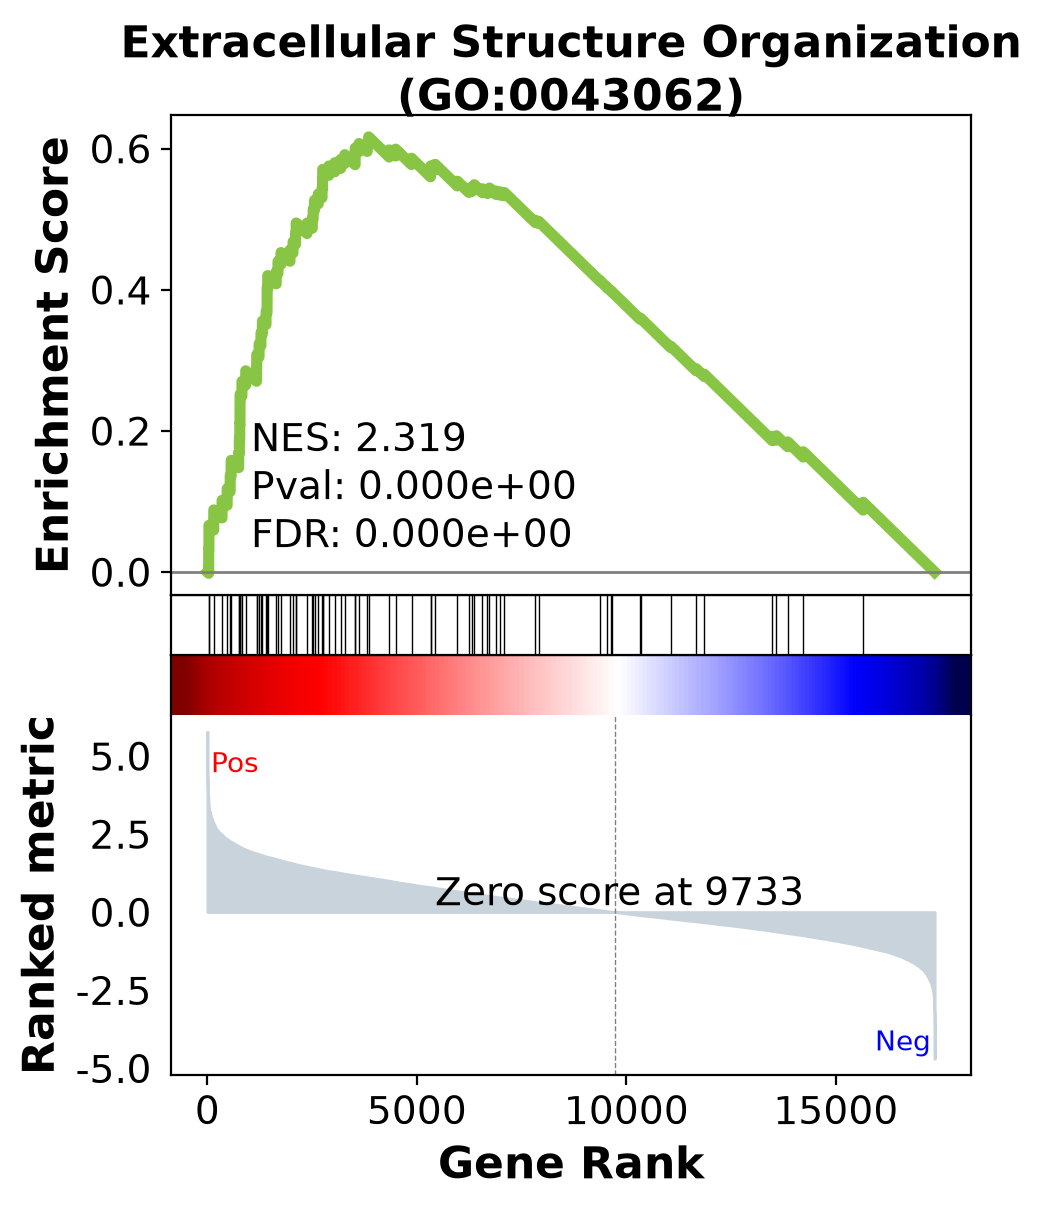 Extracellular Structure Organization
(GO:0043062)
Enrichment Score
0.6
0.4
0.2
0.0
NES: 2.319
Pval: 0.000e+00
FDR: 0.000e+00
Ranked metric
5.0
2.5
0.0
-2.5
-5.0
Pos
Zero score at 9733
Neg
0 5000 10000 15000
Gene Rank